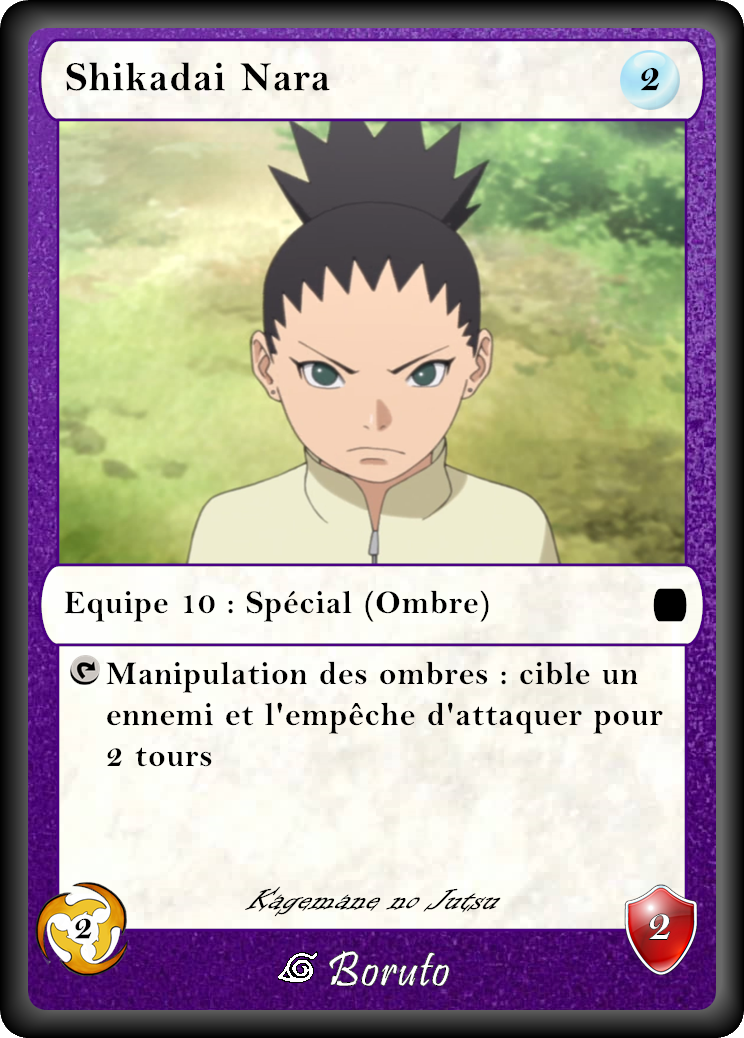 Shikadai Nara
2
Equipe 10 : Spécial (Ombre)
Manipulation des ombres : cible un
ennemi et l'empêche d'attaquer pour
2 tours
Kagemane no Jutsu
2
2
Boruto